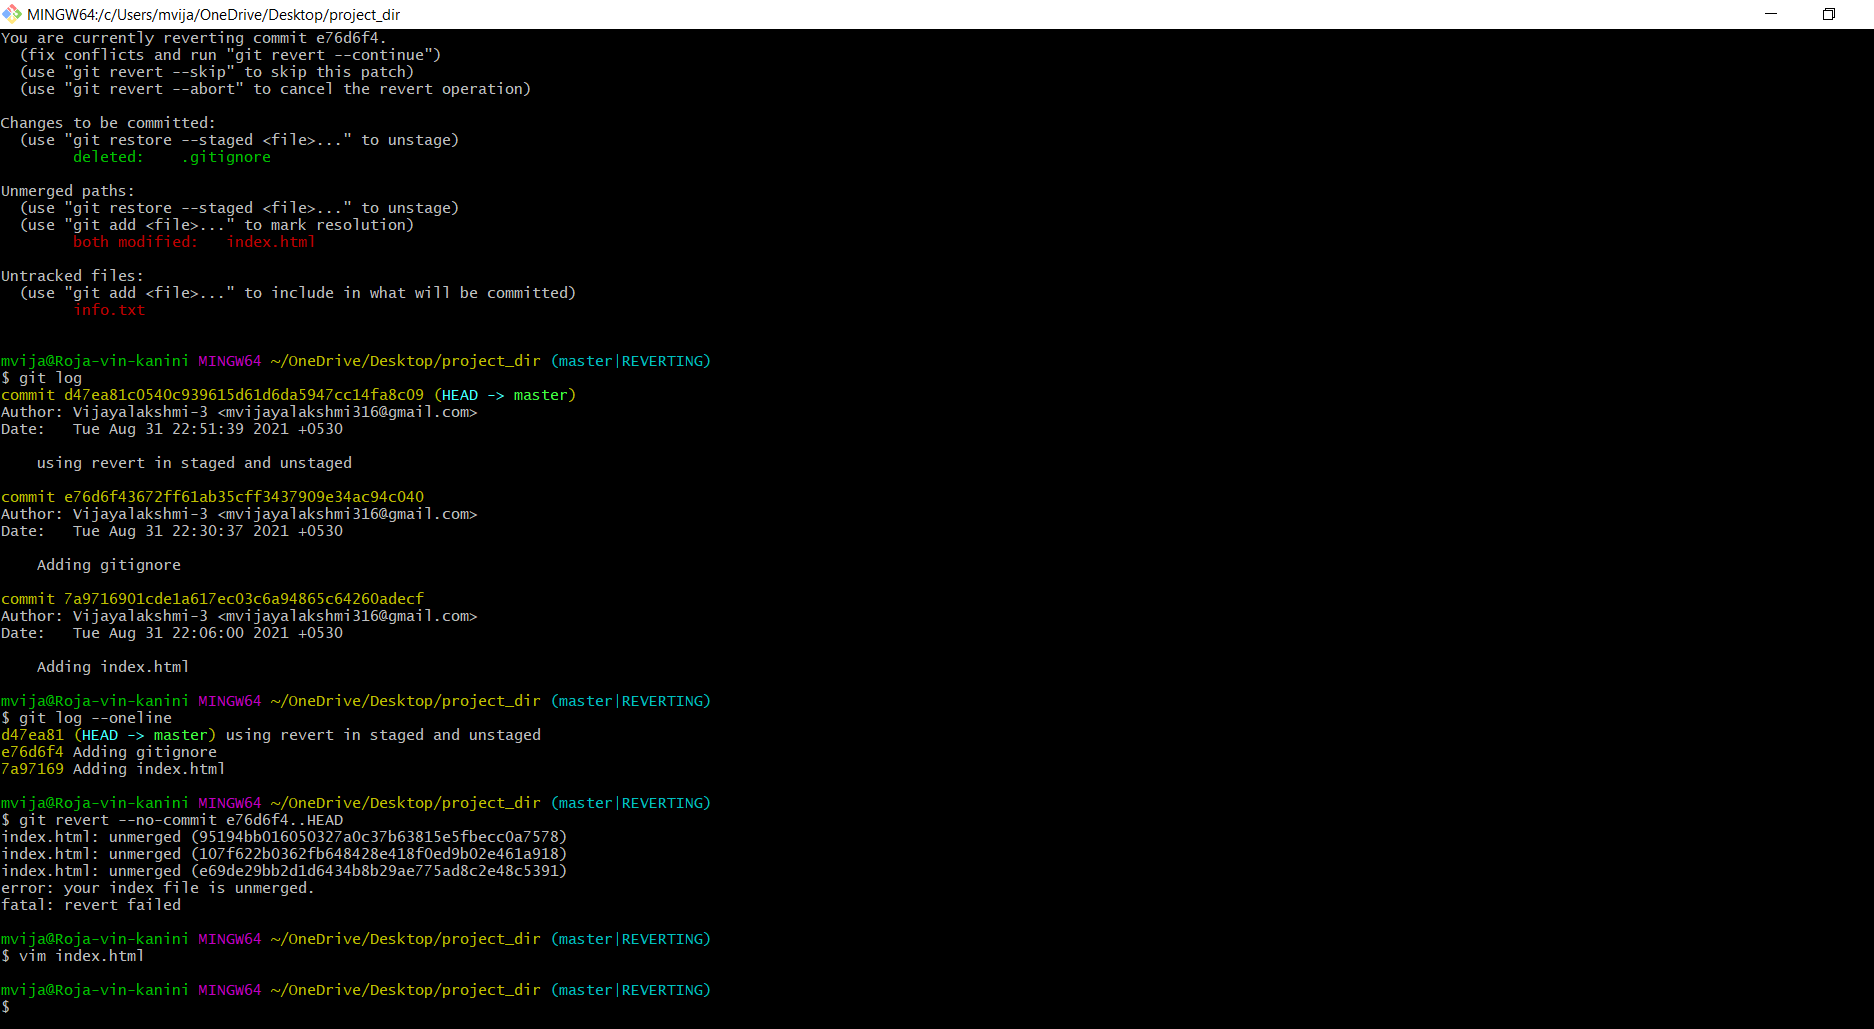 MINGW64:/c/Users/mvija/OneDrive/Desktop/project_dir
You are currently reverting commit e76d6f4.
  (fix conflicts and run "git revert --continue")
  (use "git revert --skip" to skip this patch)
  (use "git revert --abort" to cancel the revert operation)

Changes to be committed:
  (use "git restore --staged <file>..." to unstage)
        deleted:    .gitignore

Unmerged paths:
  (use "git restore --staged <file>..." to unstage)
  (use "git add <file>..." to mark resolution)
        both modified:   index.html

Untracked files:
  (use "git add <file>..." to include in what will be committed)
        info.txt

mvija@Roja-vin-kanini MINGW64 ~/OneDrive/Desktop/project_dir (master|REVERTING)
$ git log
commit d47ea81c0540c939615d61d6da5947cc14fa8c09 (HEAD -> master)
Author: Vijayalakshmi-3 <mvijayalakshmi316@gmail.com>
Date:   Tue Aug 31 22:51:39 2021 +0530

    using revert in staged and unstaged

commit e76d6f43672ff61ab35cff3437909e34ac94c040
Author: Vijayalakshmi-3 <mvijayalakshmi316@gmail.com>
Date:   Tue Aug 31 22:30:37 2021 +0530

    Adding gitignore

commit 7a9716901cde1a617ec03c6a94865c64260adecf
Author: Vijayalakshmi-3 <mvijayalakshmi316@gmail.com>
Date:   Tue Aug 31 22:06:00 2021 +0530

    Adding index.html

mvija@Roja-vin-kanini MINGW64 ~/OneDrive/Desktop/project_dir (master|REVERTING)
$ git log --oneline
d47ea81 (HEAD -> master) using revert in staged and unstaged
e76d6f4 Adding gitignore
7a97169 Adding index.html

mvija@Roja-vin-kanini MINGW64 ~/OneDrive/Desktop/project_dir (master|REVERTING)
$ git revert --no-commit e76d6f4..HEAD
index.html: unmerged (95194bb016050327a0c37b63815e5fbecc0a7578)
index.html: unmerged (107f622b0362fb648428e418f0ed9b02e461a918)
index.html: unmerged (e69de29bb2d1d6434b8b29ae775ad8c2e48c5391)
error: your index file is unmerged.
fatal: revert failed

mvija@Roja-vin-kanini MINGW64 ~/OneDrive/Desktop/project_dir (master|REVERTING)
$ vim index.html

mvija@Roja-vin-kanini MINGW64 ~/OneDrive/Desktop/project_dir (master|REVERTING)
$